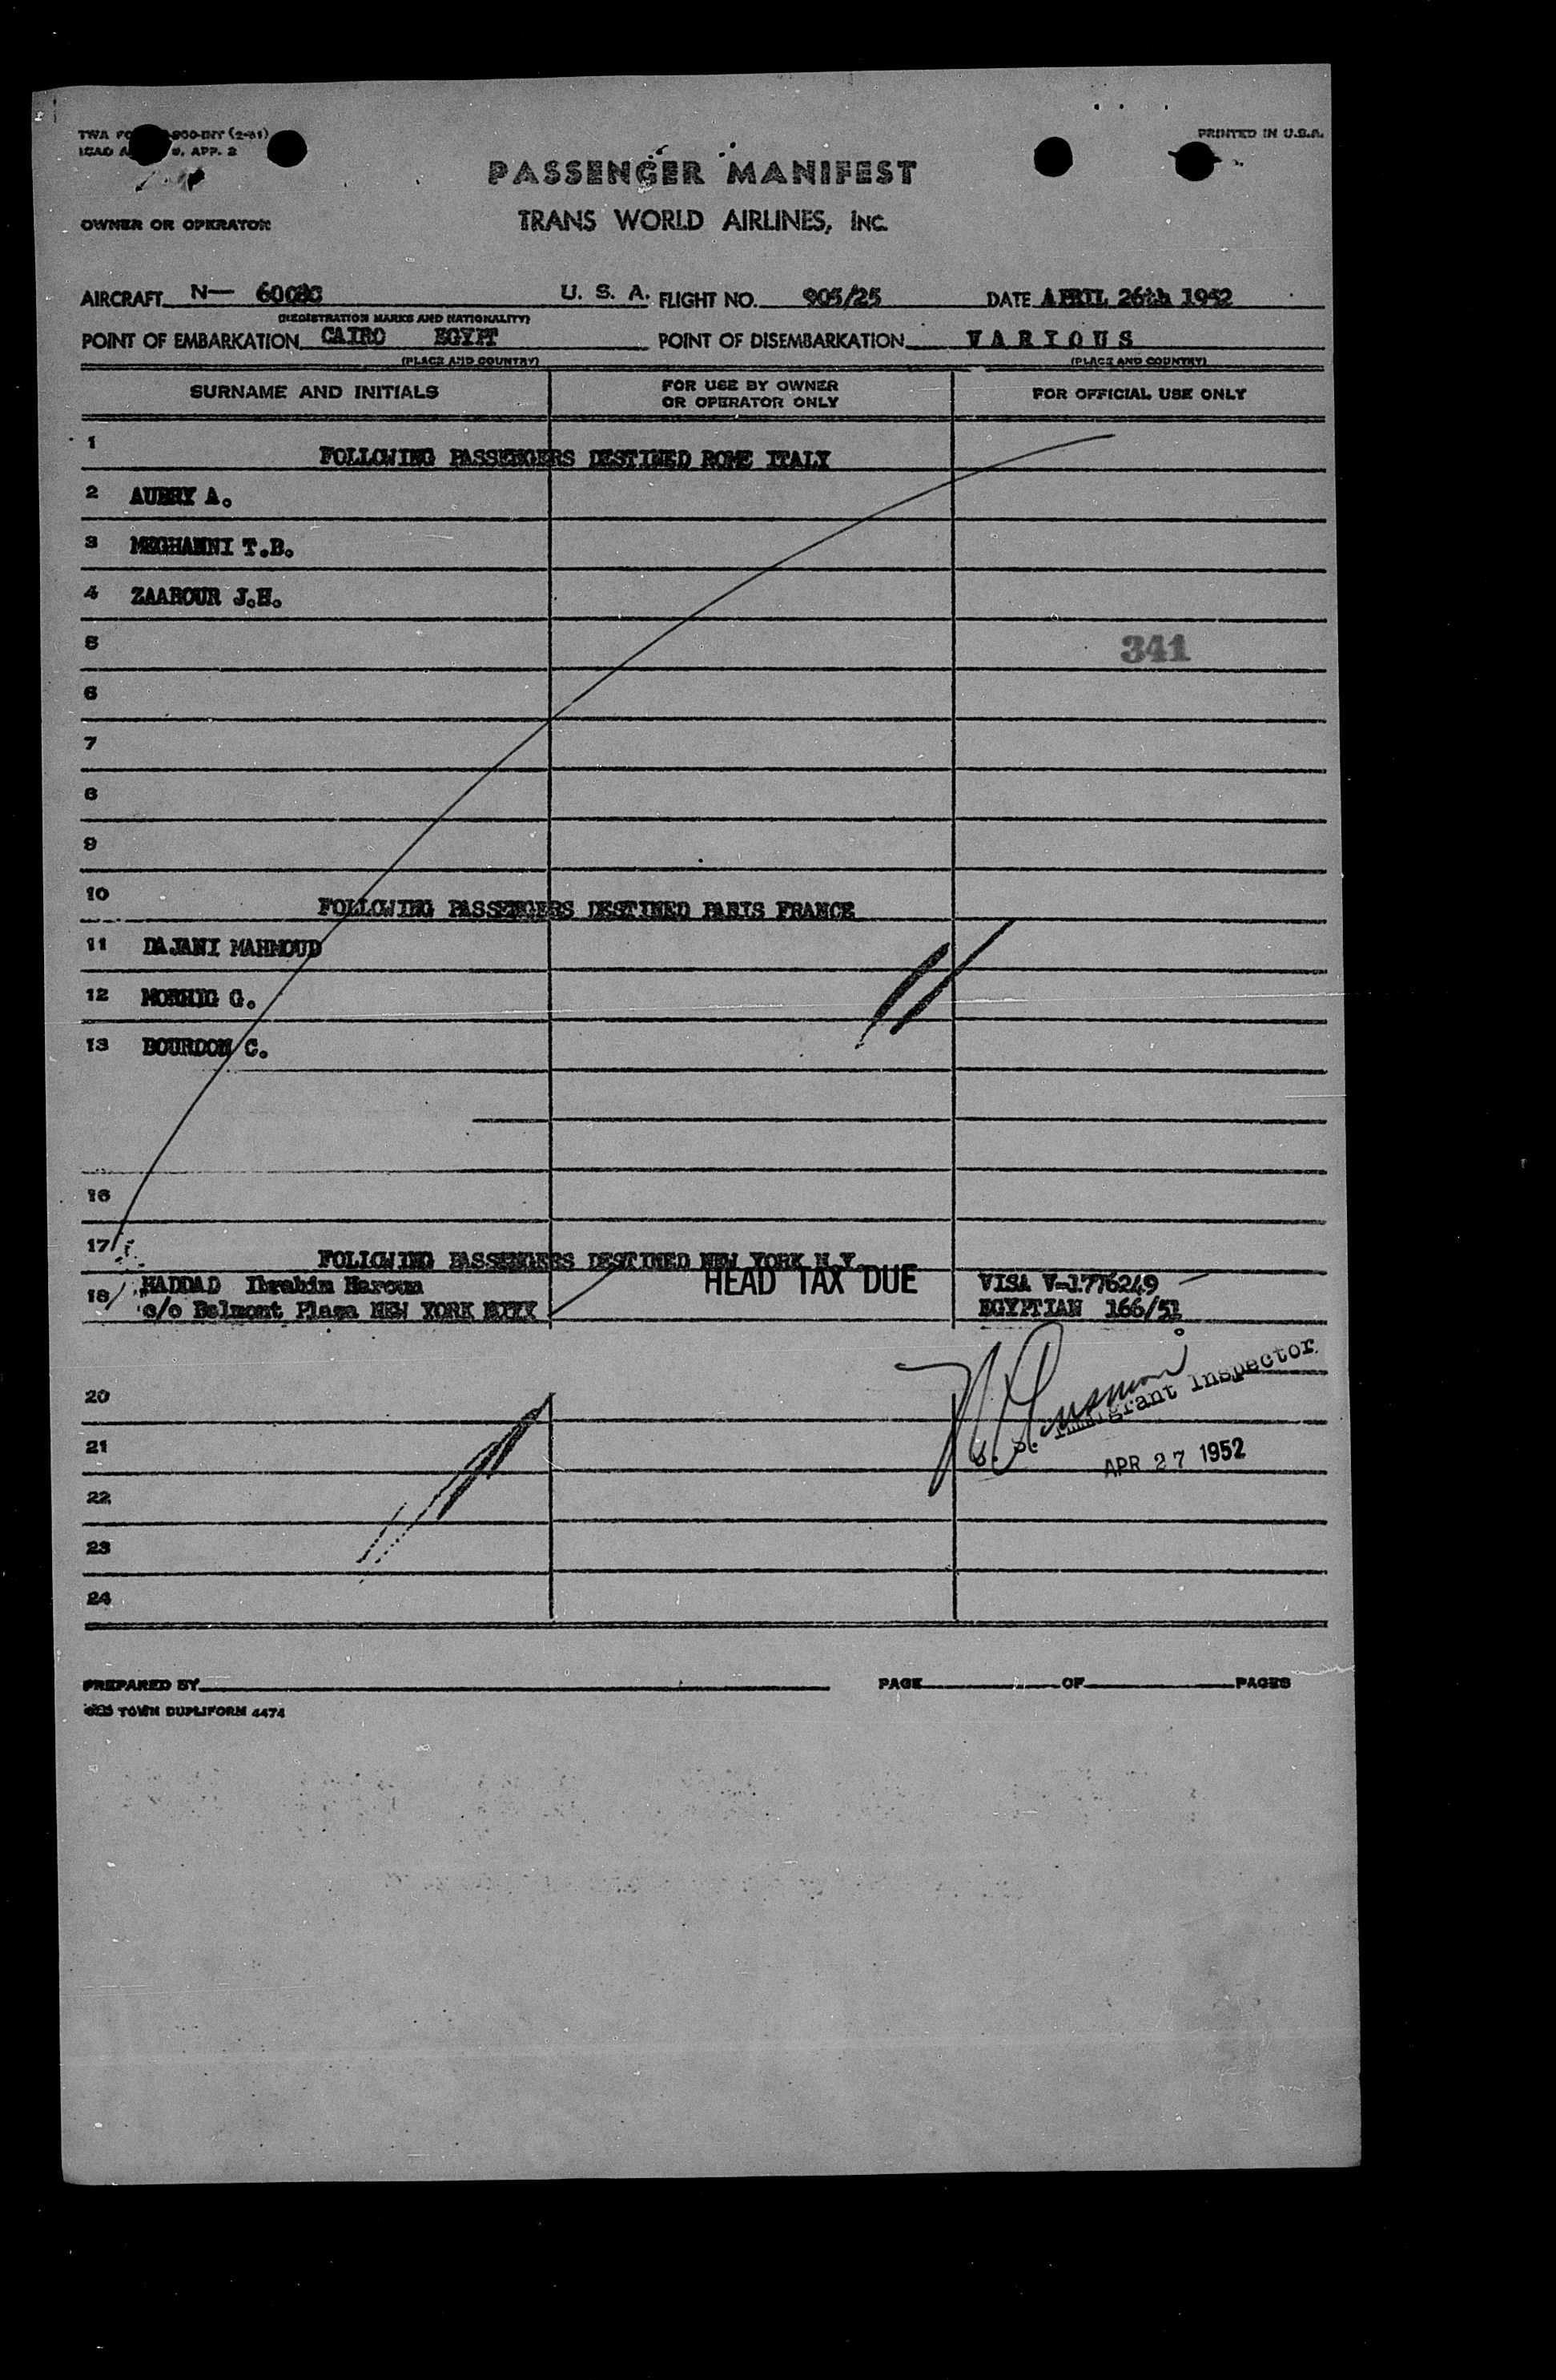 PRINTED IN U.S.A.
PASSENGER MANIFEST
OWNER OR OPERATOR
TRANS WORLD AIRLINES, INC.
AIRCRAFT N— U. S. A. FLIGHT NO. 905/25 DATE APRIL 26th 1952
(REGISTRATION MARKS AND NATIONALITY)
POINT OF EMBARKATION CAIRO EGYPT POINT OF DISEMBARKATION VARIOUS
(PLACE AND COUNTRY) (PLACE AND COUNTRY)
SURNAME AND INITIALS FOR USE BY OWNER OR OPERATOR ONLY FOR OFFICIAL USE ONLY
1 FOLLOWING PASSENGERS DESTINED ROME ITALY
2 AUBRY A.
3 T.B.
4 ZAAROUR J.H.
5 341
6
7
8
9
10 FOLLOWING PASSENGERS DESTINED PARIS FRANCE
11 DAJANI MAHMOUD
12 G.
13 BOURDON C.
16
17 FOLLOWING PASSENGERS DESTINED NEW YORK N.Y.
18 HADDAD Ibrahim Haroun HEAD TAX DUE VISA V-1776249
c/o Belmont Plaza NEW YORK EGYPTIAN 166/51
20
U. S. Immigrant Inspector
21
APR 27 1952
22
23
24
PREPARED BY PAGE OF PAGES
TOWN DUPLIFORM 4474